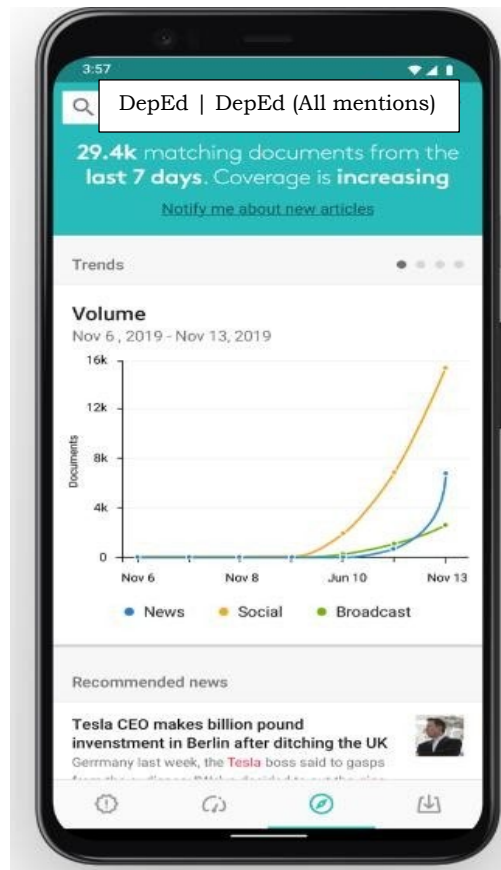 3:57
DepEd | DepEd (All mentions)
29.4k matching documents from the
last 7 days. Coverage is increasing
Notify me about new articles
Trends
Volume
Nov 6 , 2019 - Nov 13, 2019
16k
12k
8k
4k
0
Documents
Nov 6 Nov 8 Jun 10 Nov 13
News Social Broadcast
Recommended news
Tesla CEO makes billion pound
invenstment in Berlin after ditching the UK
Germany last week, the Tesla boss said to gasps